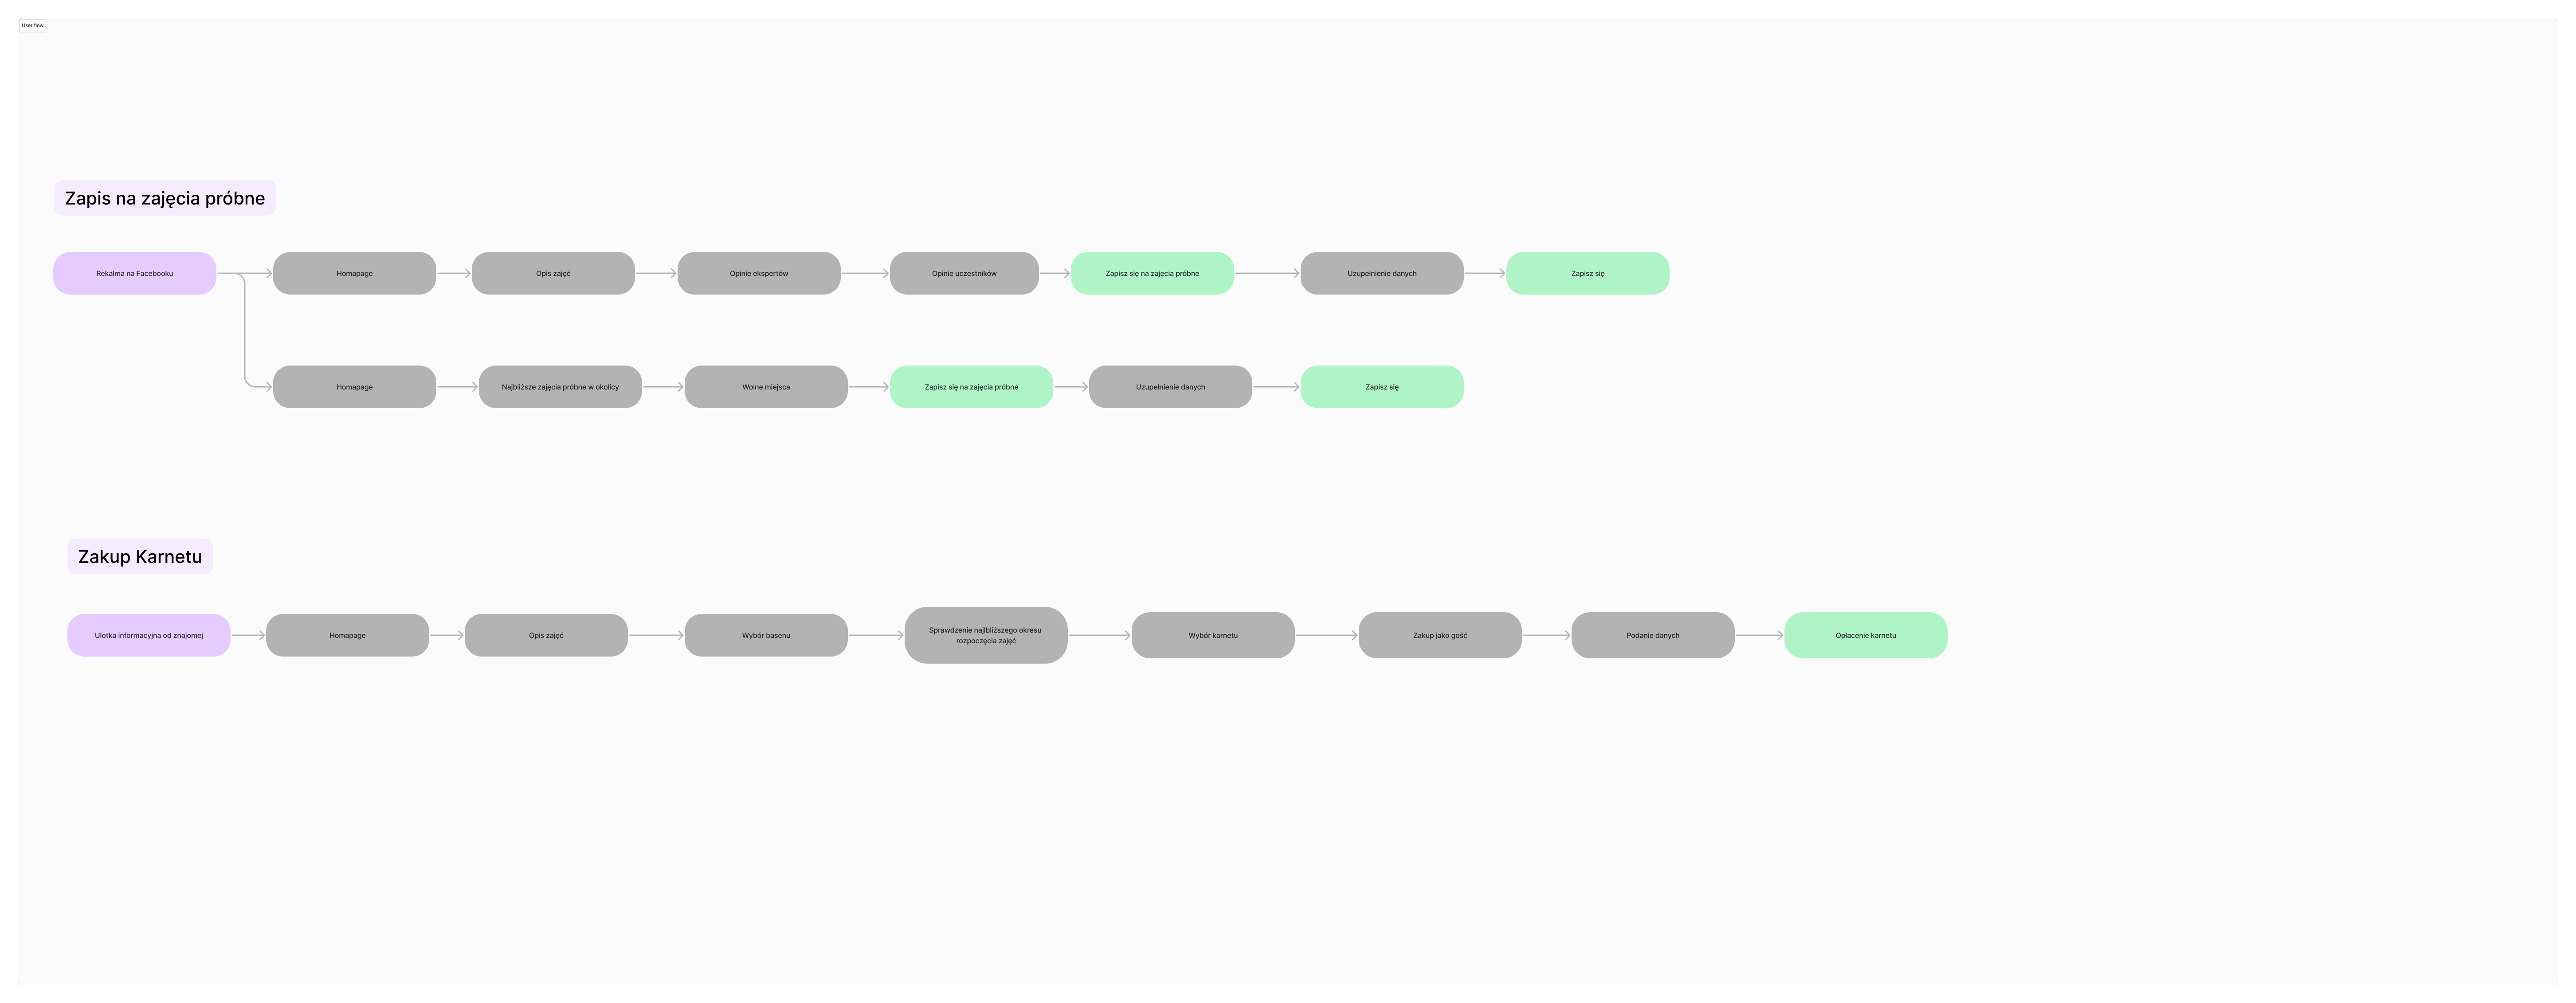 User flow
Zapis na zajęcia próbne
Rekalma na Facebooku
Homapage
Opis zajęć
Opinie ekspertów
Opinie uczestników
Zapisz się na zajęcia próbne
Uzupełnienie danych
Zapisz się
Homapage
Najbliższe zajęcia próbne w okolicy
Wolne miejsca
Zapisz się na zajęcia próbne
Uzupełnienie danych
Zapisz się
Zakup Karnetu
Ulotka informacyjna od znajomej
Homepage
Opis zajęć
Wybór basenu
Sprawdzenie najlbliższego okresu
rozpoczęcia zajęć
Wybór karnetu
Zakup jako gość
Podanie danych
Opłacenie karnetu